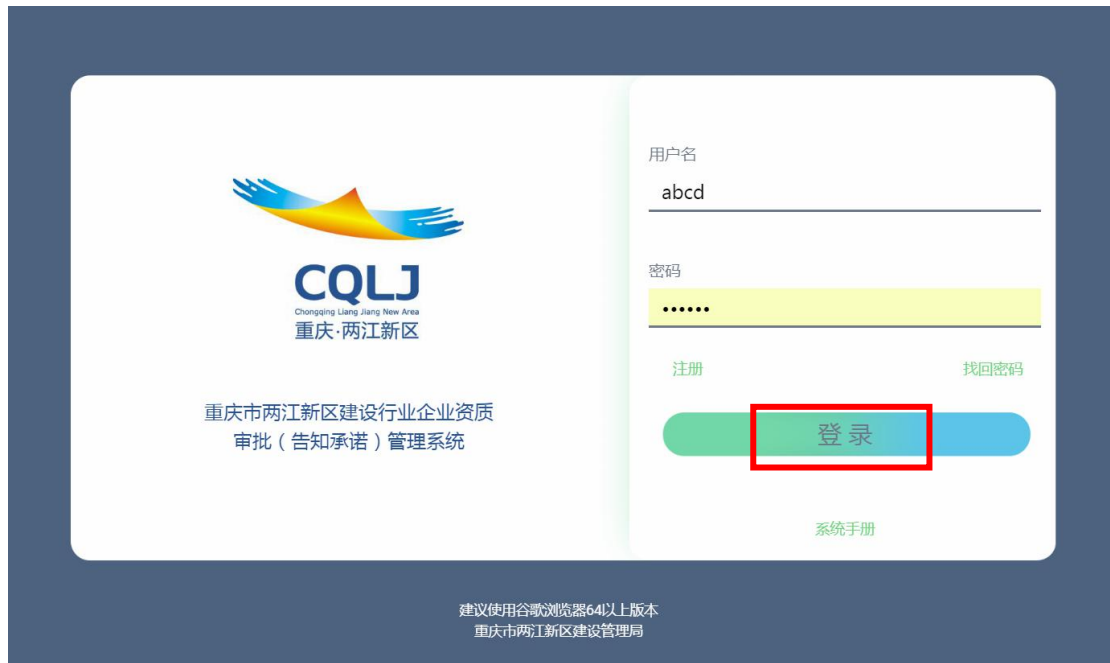 CQLJ
Chongqing Liang Jiang New Area
重庆·两江新区
重庆市两江新区建设行业企业资质
审批（告知承诺）管理系统
用户名
abcd
密码
••••••
注册
找回密码
登录
系统手册
建议使用谷歌浏览器64以上版本
重庆市两江新区建设管理局